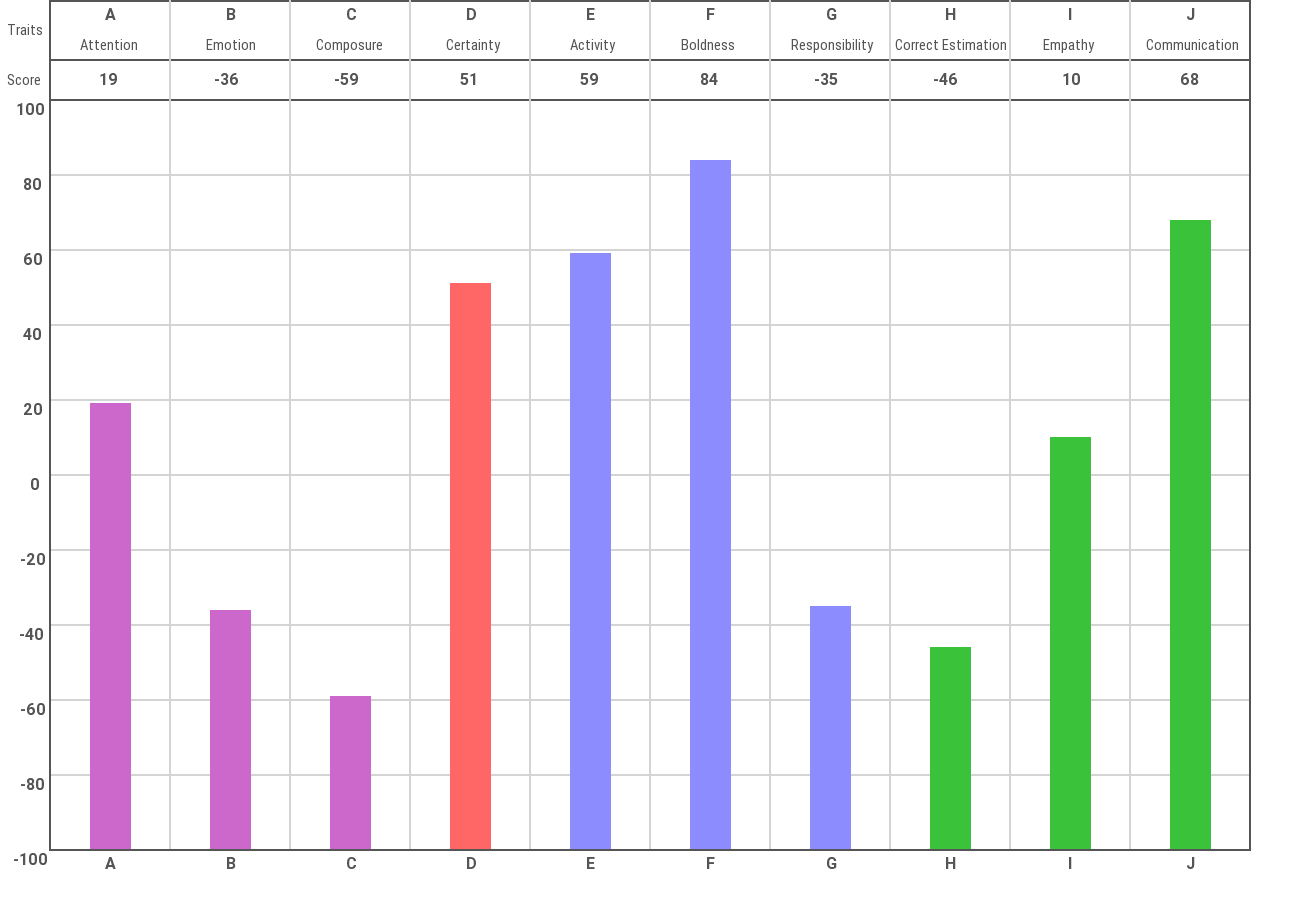 Traits
A B C D E F G H I J
Attention Emotion Composure Certainty Activity Boldness Responsibility Correct Estimation Empathy Communication
Score 19 -36 -59 51 59 84 -35 -46 10 68
100
80
60
40
20
0
-20
-40
-60
-80
-100
A B C D E F G H I J